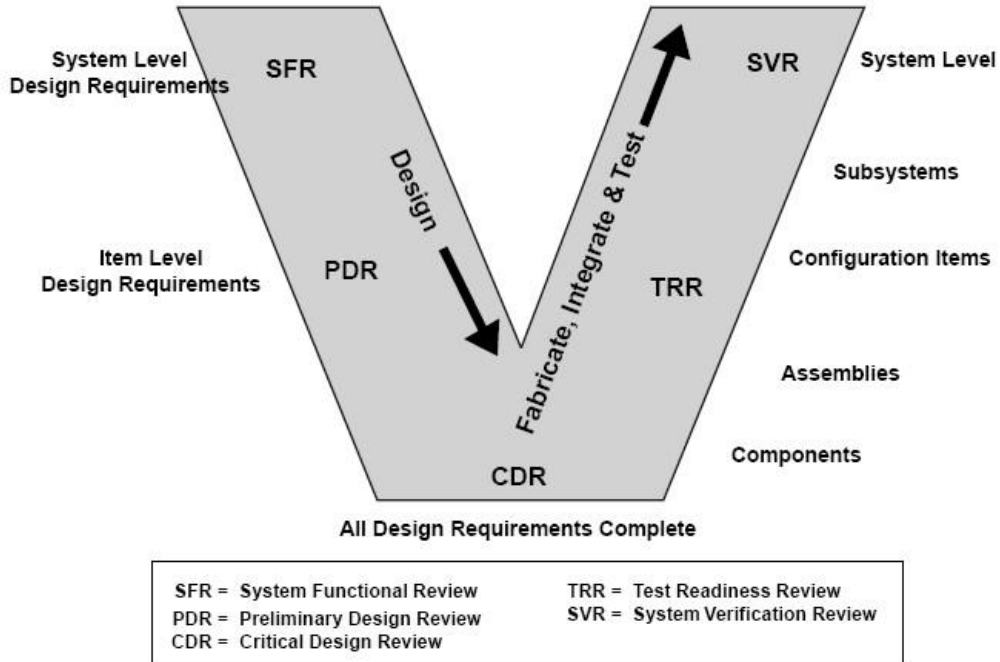 System Level
Design Requirements
SFR
SVR
System Level
Design
Fabricate, Integrate & Test
Subsystems
Item Level
Design Requirements
PDR
TRR
Configuration Items
Assemblies
Components
CDR
All Design Requirements Complete
SFR = System Functional Review
PDR = Preliminary Design Review
CDR = Critical Design Review
TRR = Test Readiness Review
SVR = System Verification Review